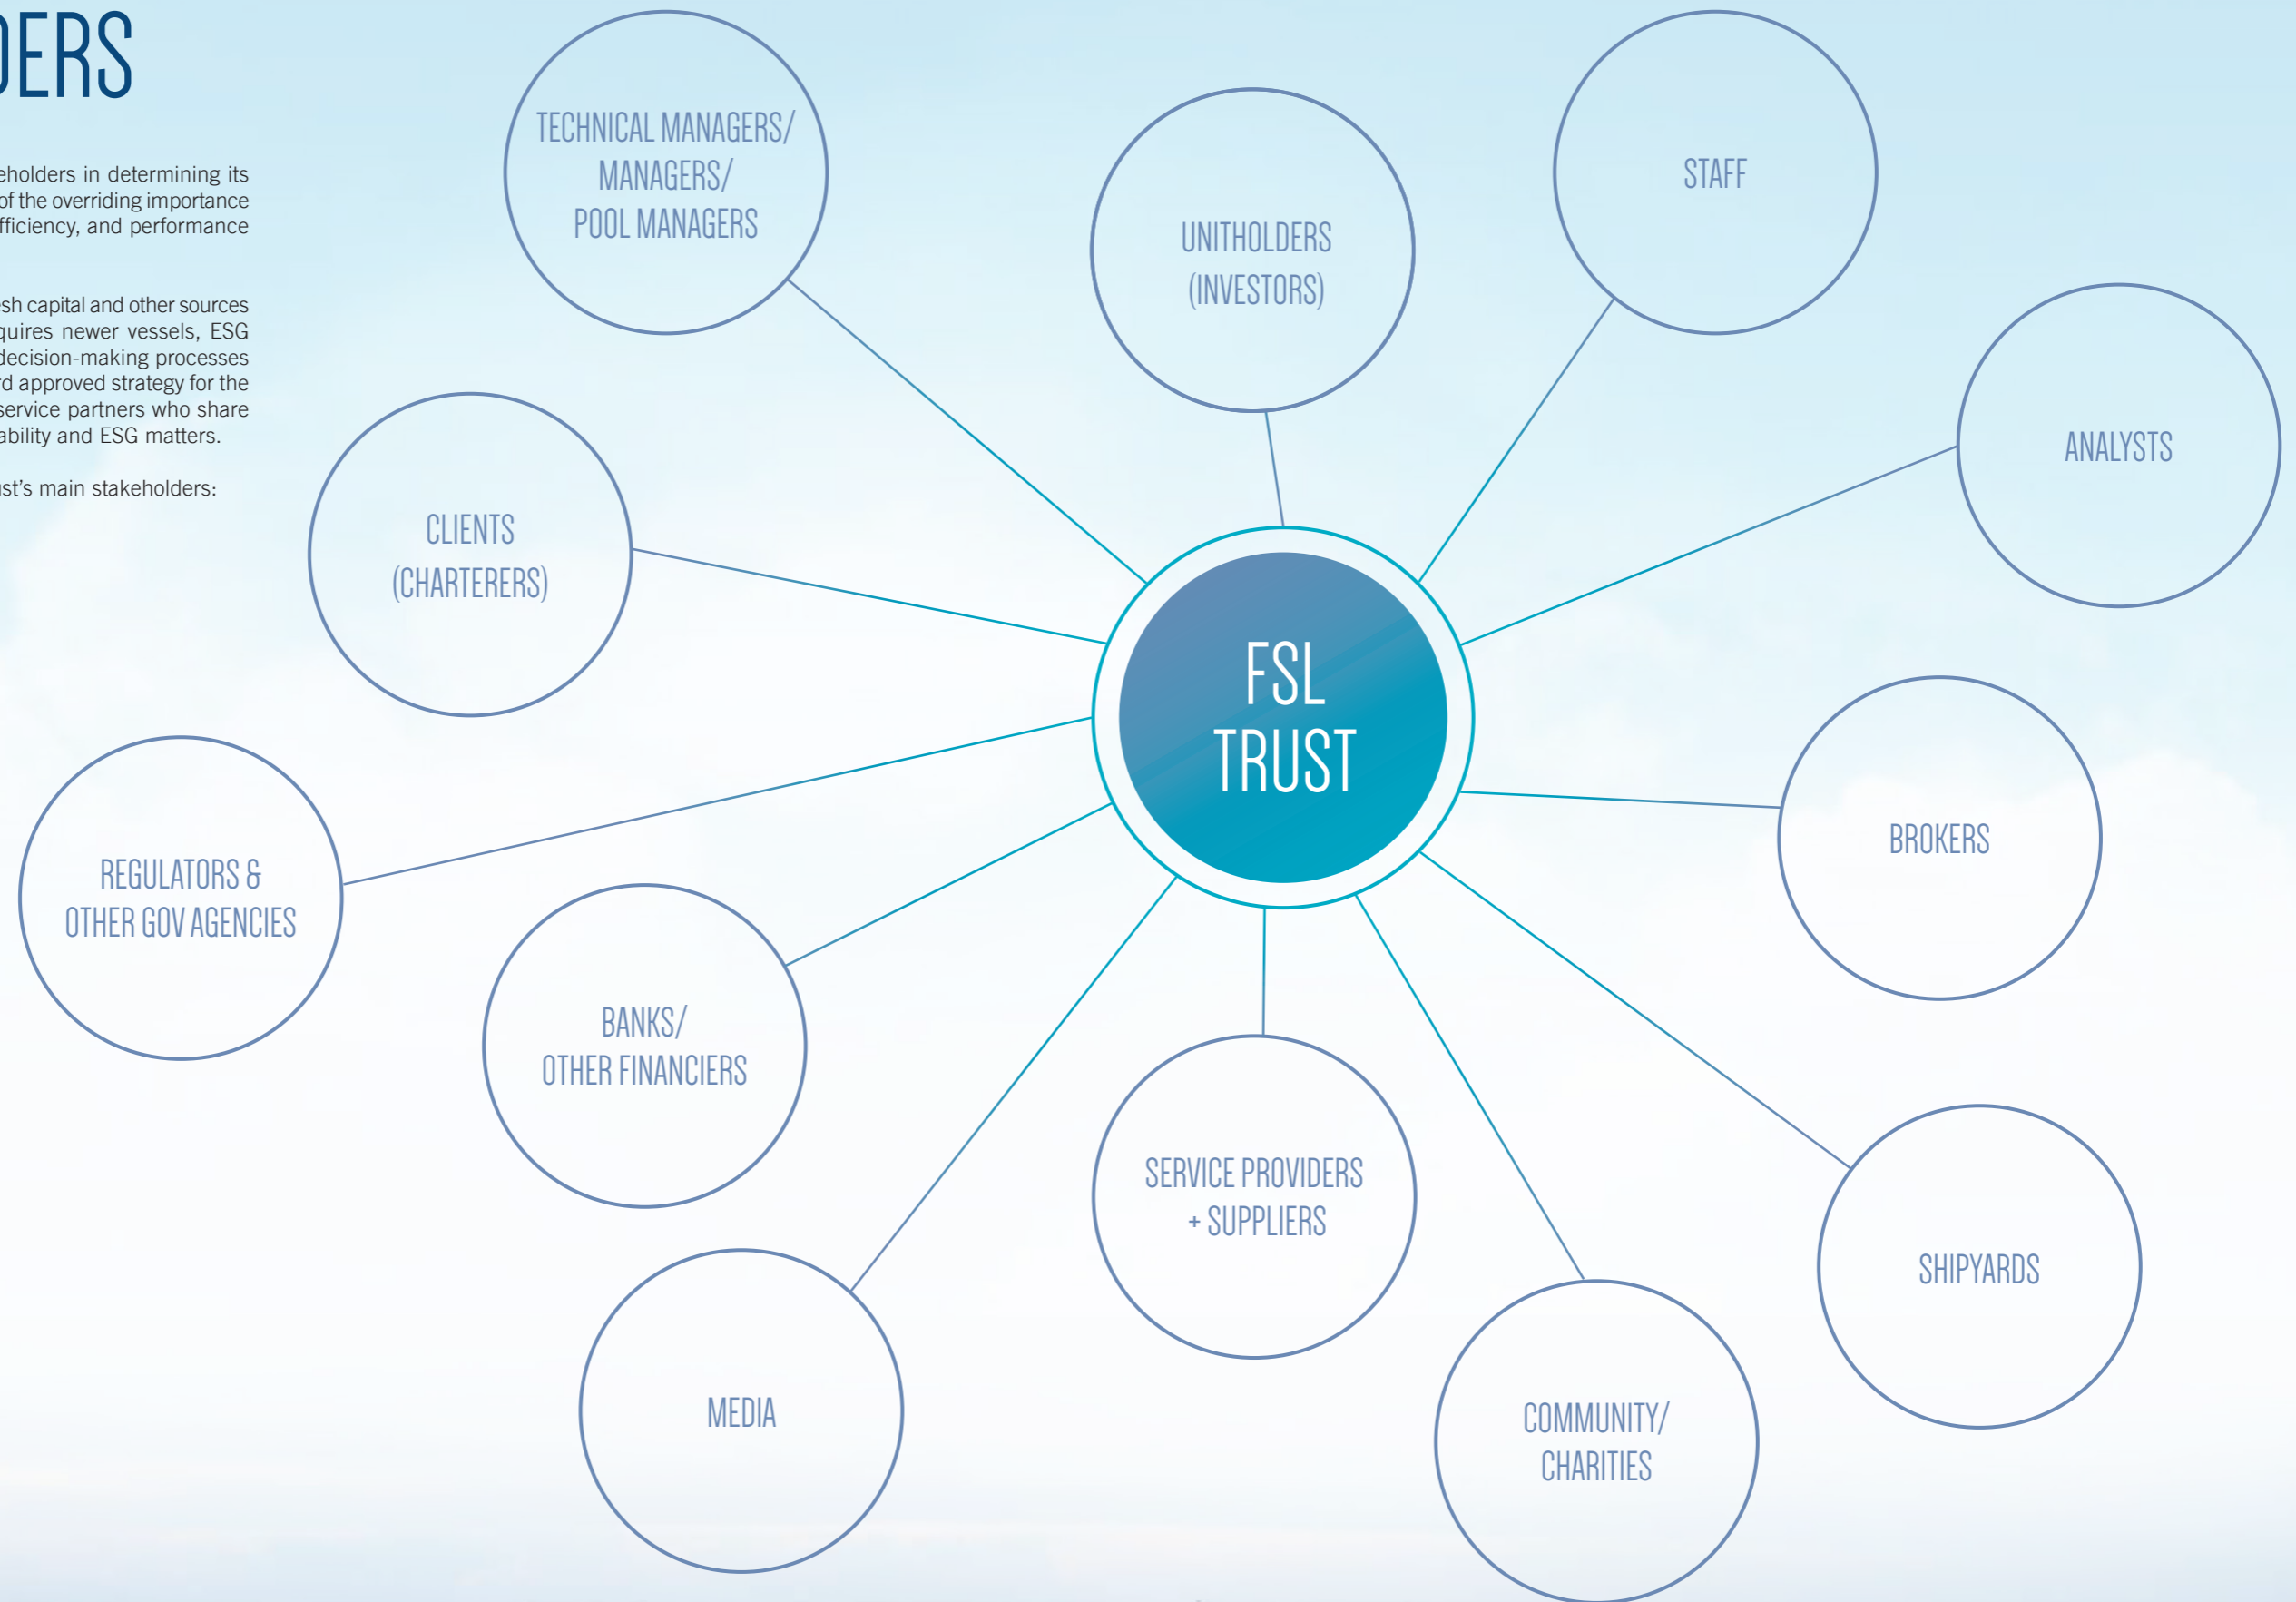 DERS
eholders in determining its
of the overriding importance
fficiency, and performance
esh capital and other sources
quires newer vessels, ESG
decision-making processes
rd approved strategy for the
service partners who share
ability and ESG matters.
ust's main stakeholders:
TECHNICAL MANAGERS/
MANAGERS/
POOL MANAGERS
UNITHOLDERS
(INVESTORS)
STAFF
ANALYSTS
CLIENTS
(CHARTERERS)
FSL
TRUST
BROKERS
REGULATORS &
OTHER GOV AGENCIES
BANKS/
OTHER FINANCIERS
SERVICE PROVIDERS
+ SUPPLIERS
SHIPYARDS
MEDIA
COMMUNITY/
CHARITIES